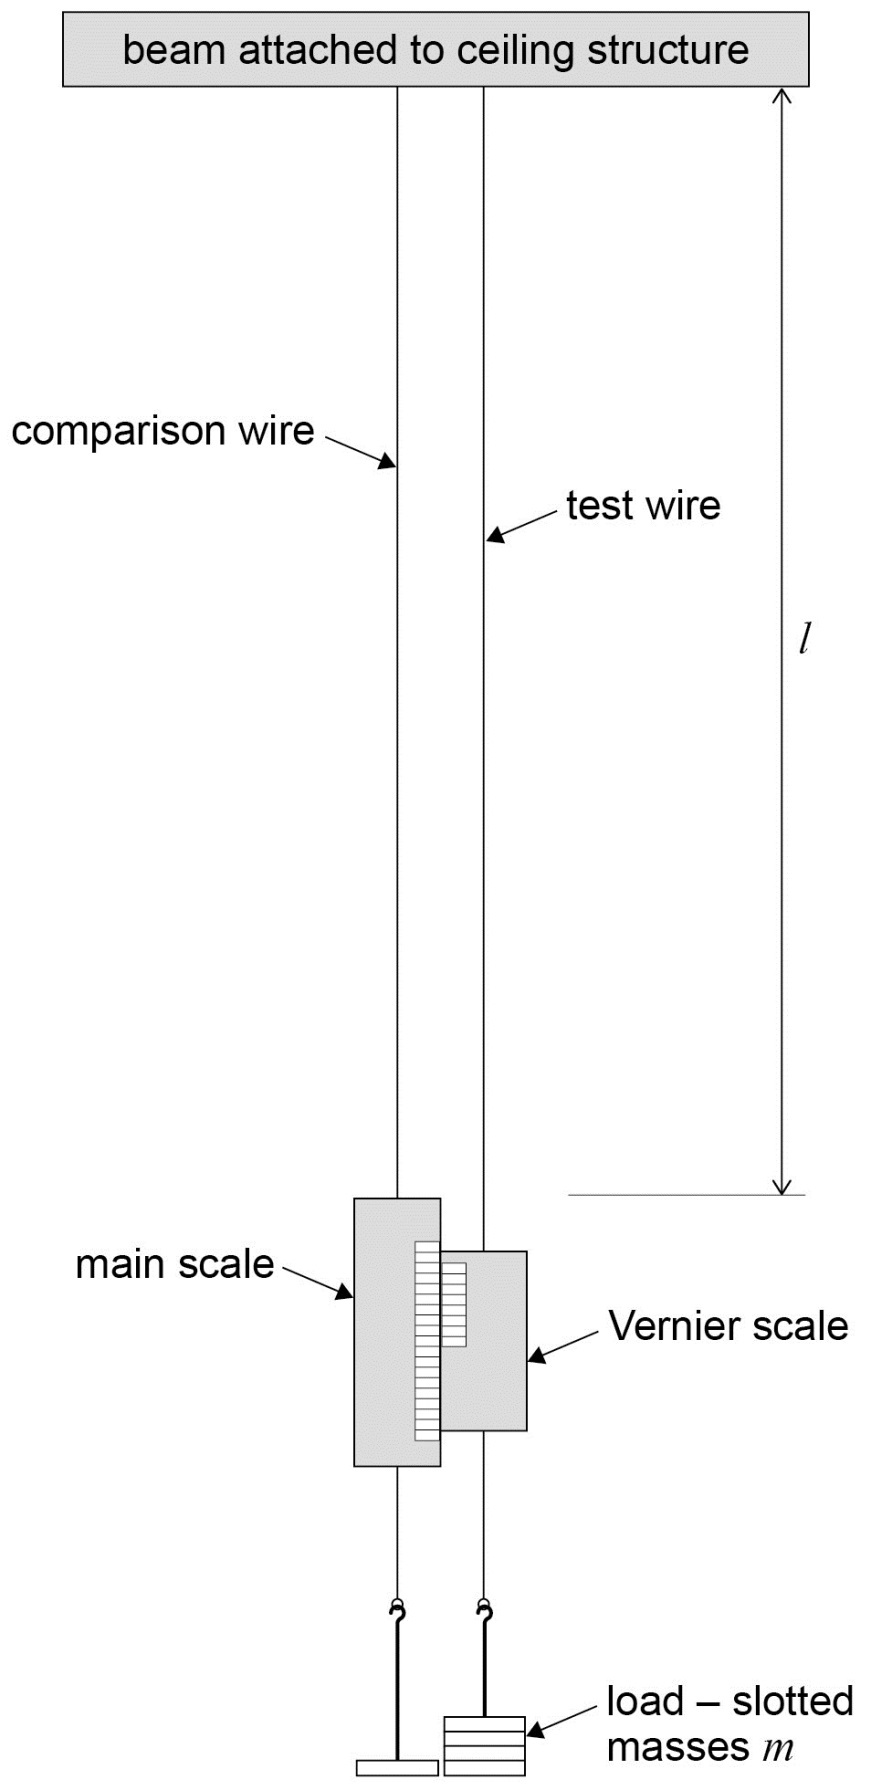 beam attached to ceiling structure
comparison wire
test wire
l
main scale
Vernier scale
load – slotted
masses m